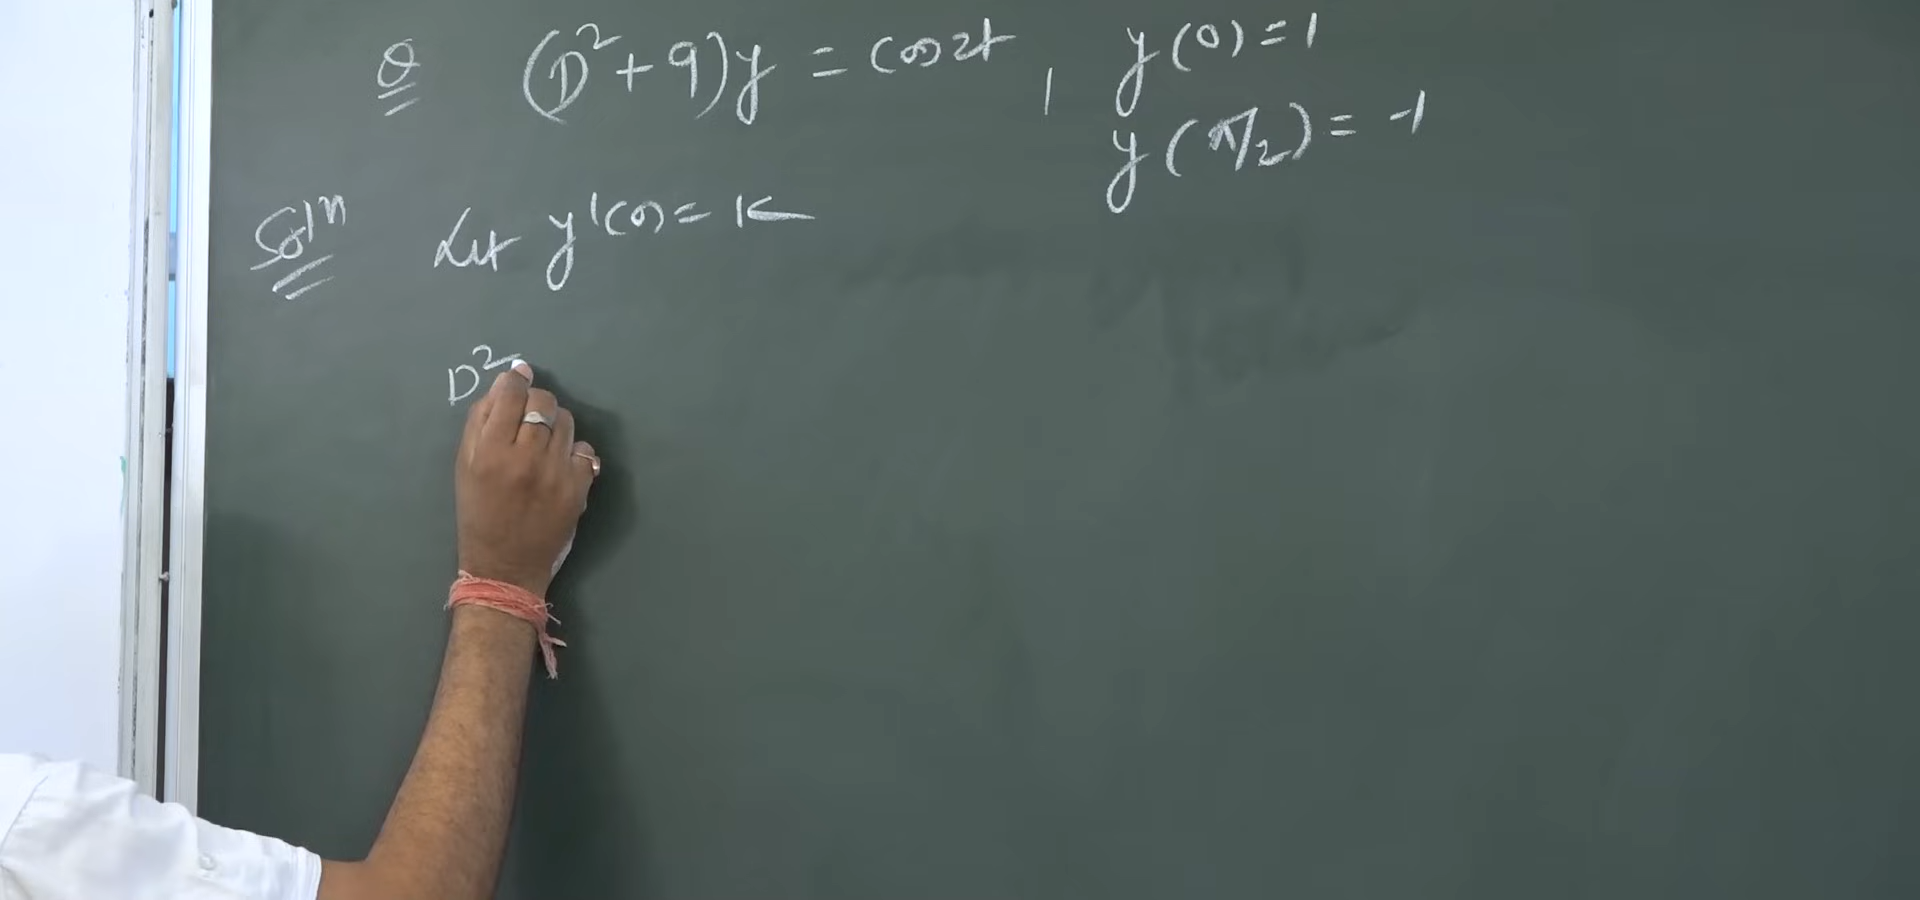 Q (D²+9)y = cos2t, y(0)=1
y(π/2)= -1
Soln Let y'(0)= K
D²